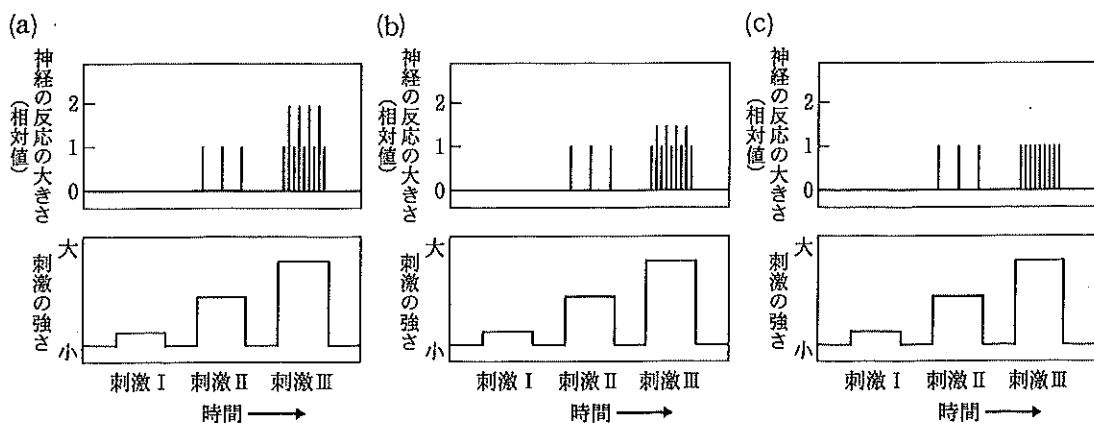 (a)
神経の反応の大きさ
(相対値)
2
1
0
刺激の強さ
大
小
刺激Ⅰ 刺激Ⅱ 刺激Ⅲ
時間
(b)
神経の反応の大きさ
(相対値)
2
1
0
刺激の強さ
大
小
刺激Ⅰ 刺激Ⅱ 刺激Ⅲ
時間
(c)
神経の反応の大きさ
(相対値)
2
1
0
刺激の強さ
大
小
刺激Ⅰ 刺激Ⅱ 刺激Ⅲ
時間